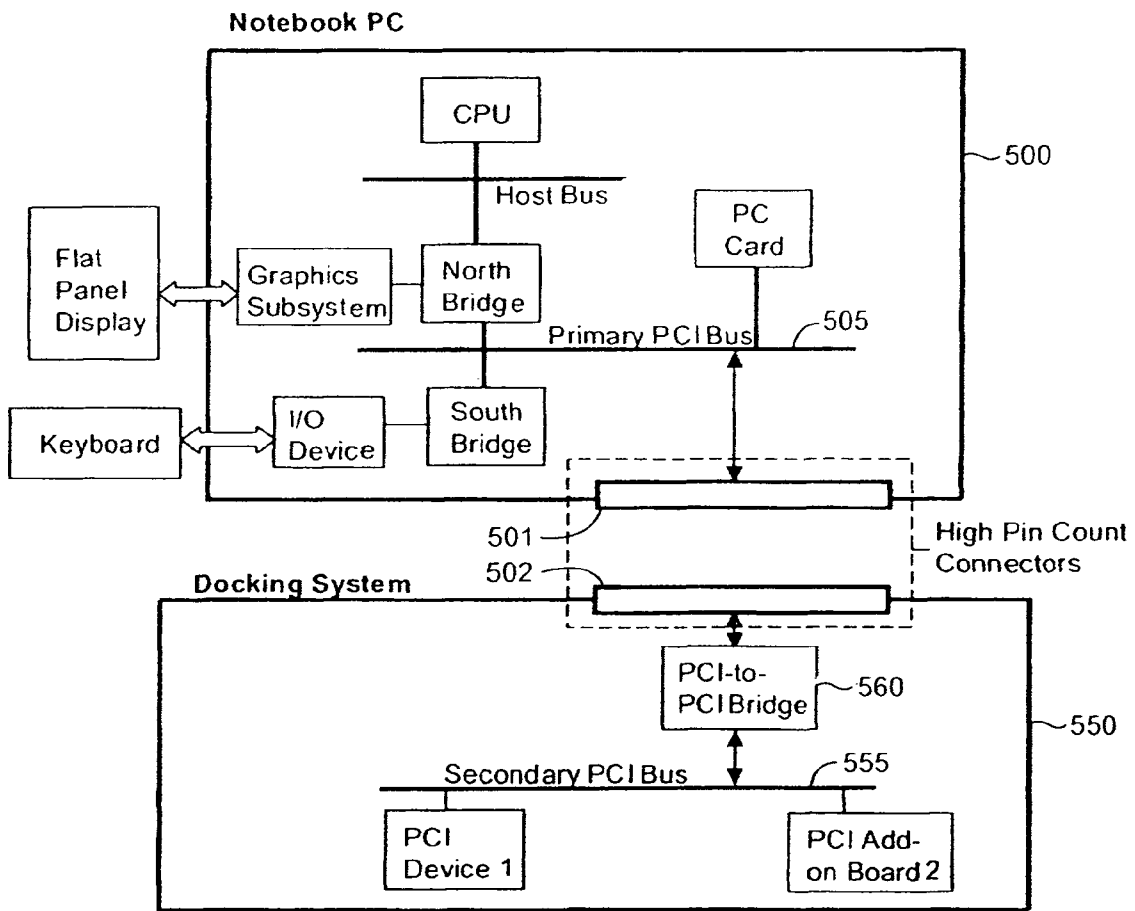 Notebook PC
CPU
500
Host Bus
PC
Card
Flat
Panel
Display
Graphics
Subsystem
North
Bridge
Primary PCI Bus
505
Keyboard
I/O
Device
South
Bridge
501
High Pin Count
Connectors
502
Docking System
PCI-to-
PCI Bridge
560
550
Secondary PCI Bus
555
PCI
Device 1
PCI Add-
on Board 2